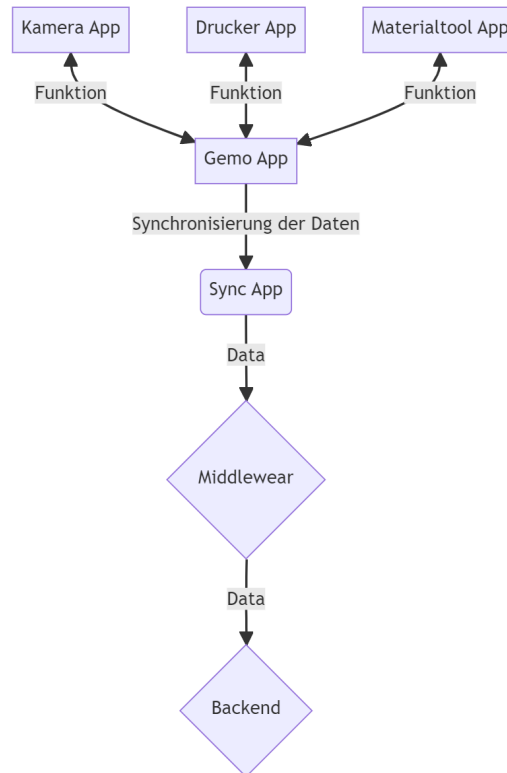 Kamera App
Drucker App
Materialtool App
Funktion
Funktion
Funktion
Gemo App
Synchronisierung der Daten
Sync App
Data
Middlewear
Data
Backend